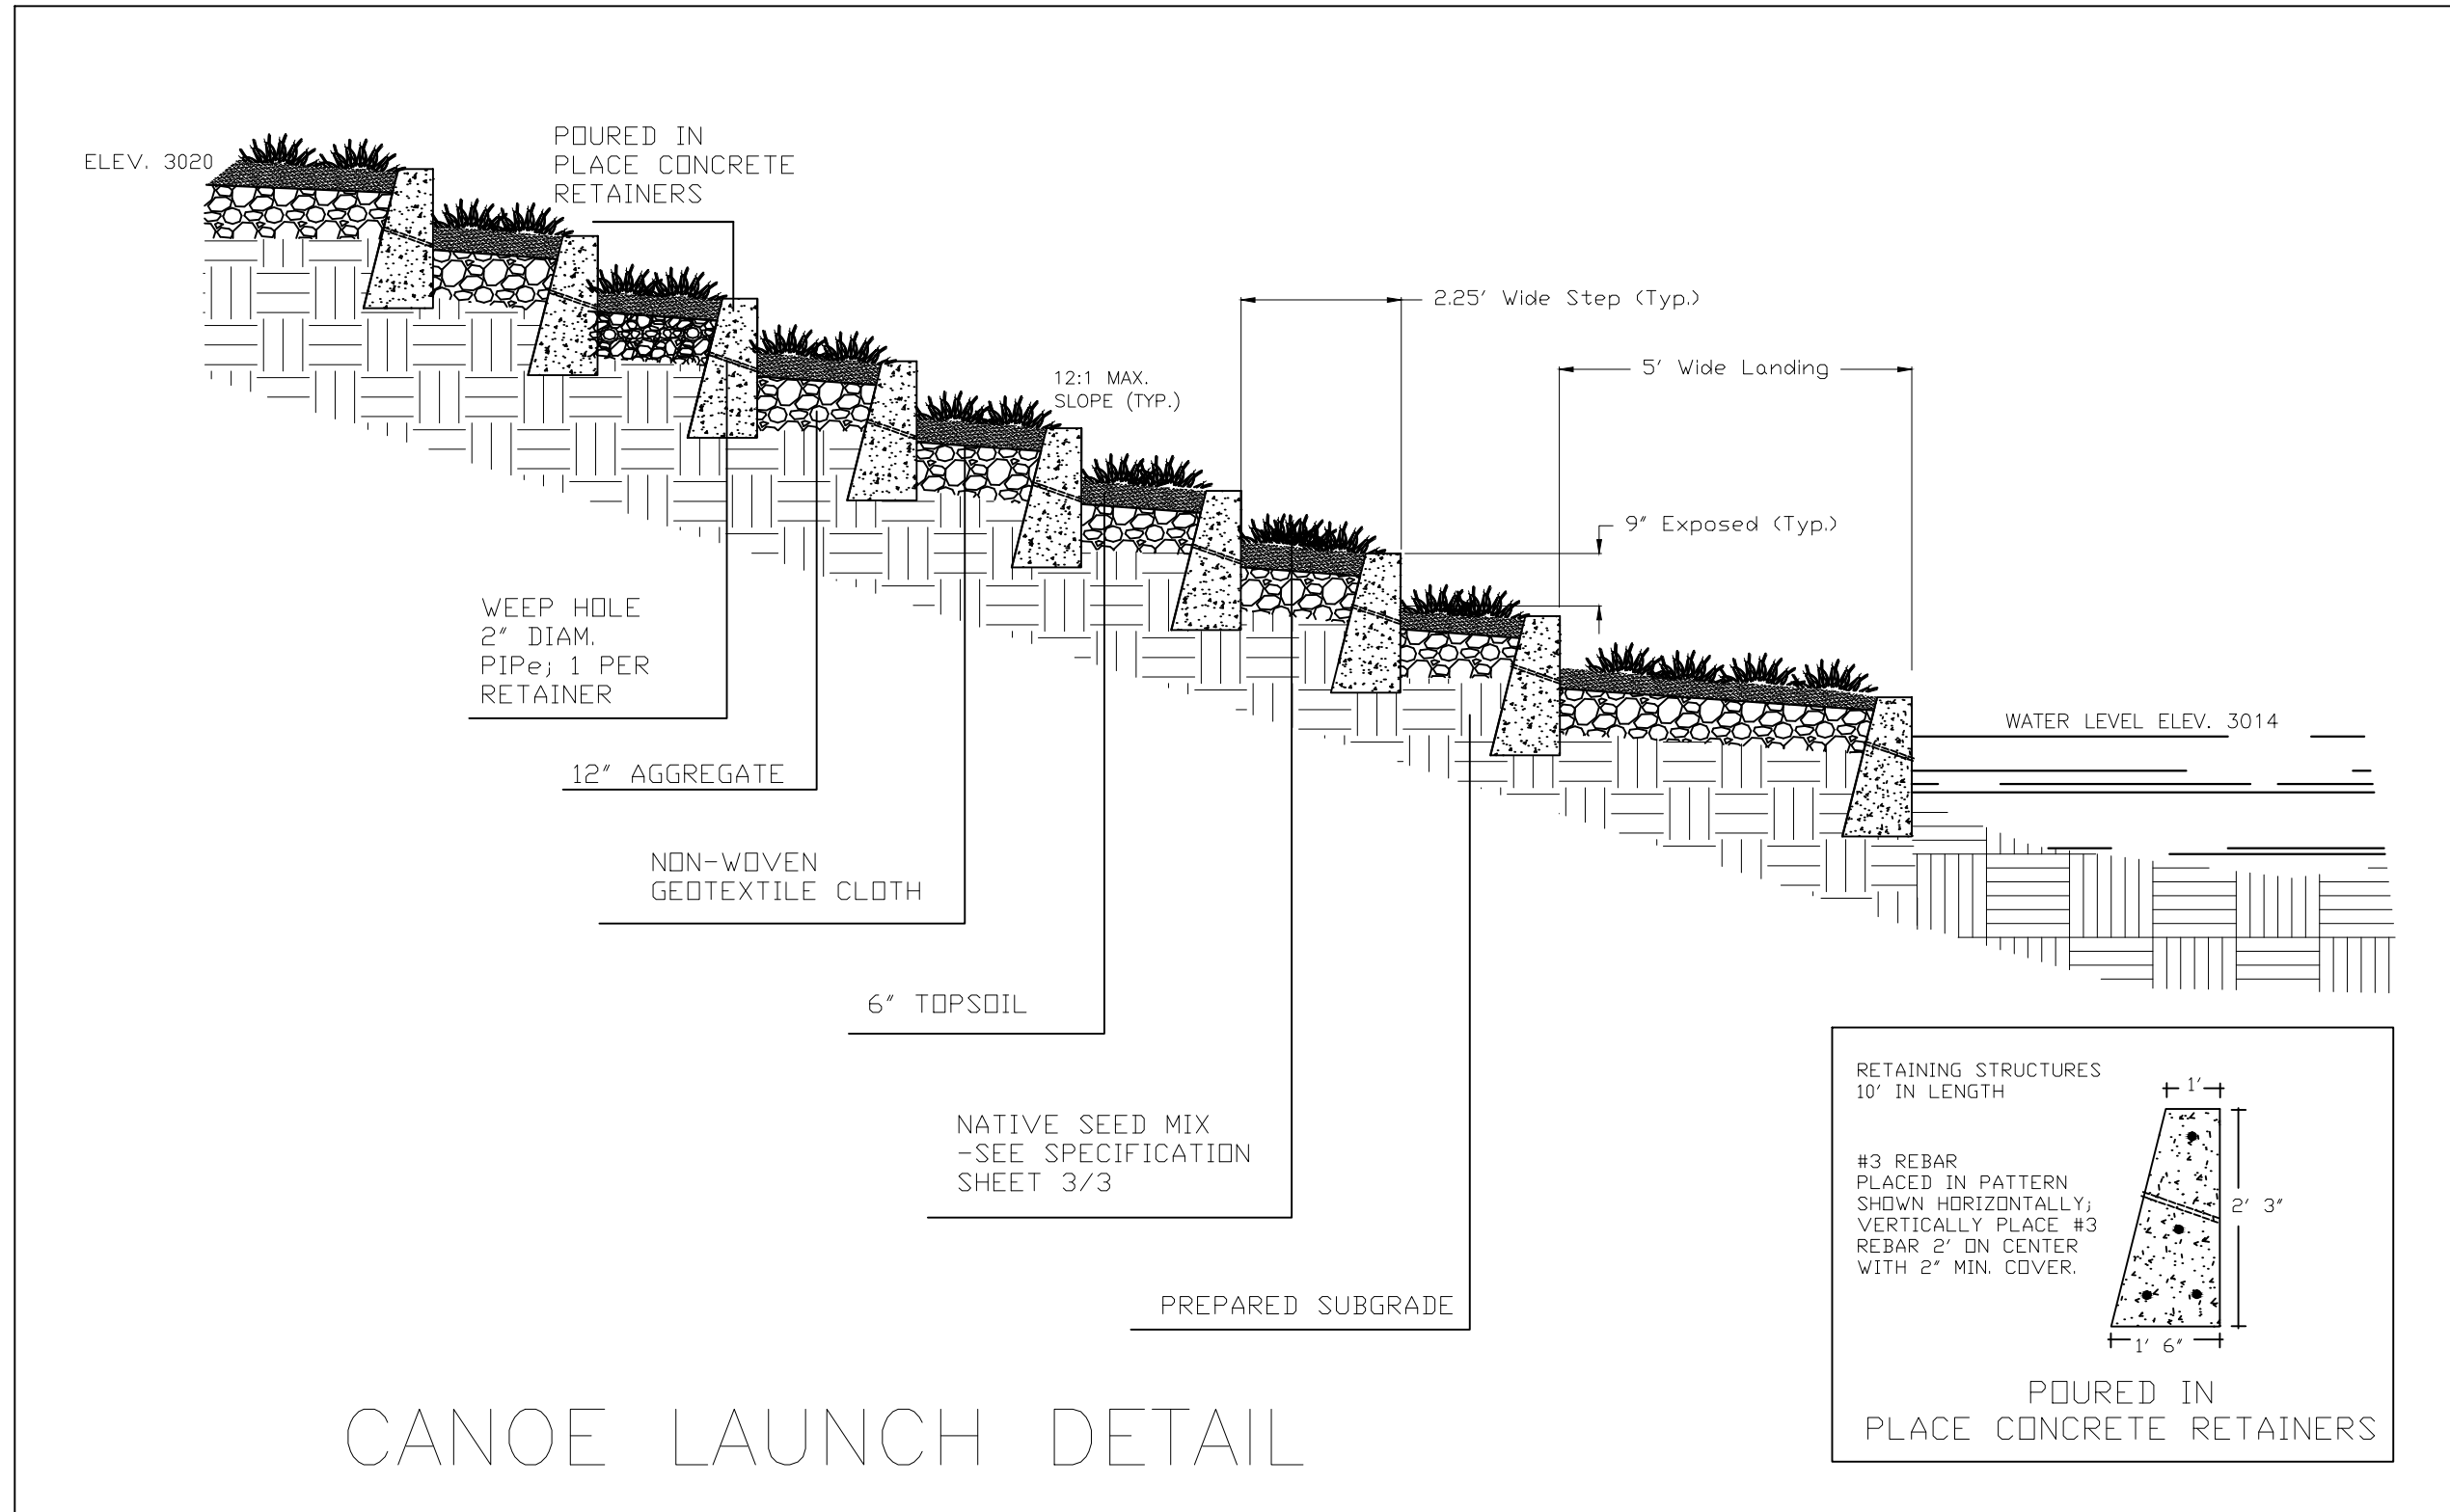 ELEV. 3020
POURED IN
PLACE CONCRETE
RETAINERS
2.25' Wide Step (Typ.)
5' Wide Landing
12:1 MAX.
SLOPE (TYP.)
9" Exposed (Typ.)
WEEP HOLE
2" DIAM.
PIPe; 1 PER
RETAINER
WATER LEVEL ELEV. 3014
12" AGGREGATE
NON-WOVEN
GEOTEXTILE CLOTH
6" TOPSOIL
NATIVE SEED MIX
-SEE SPECIFICATION
SHEET 3/3
PREPARED SUBGRADE
RETAINING STRUCTURES
10' IN LENGTH
#3 REBAR
PLACED IN PATTERN
SHOWN HORIZONTALLY;
VERTICALLY PLACE #3
REBAR 2' ON CENTER
WITH 2" MIN. COVER.
1'
2' 3"
1' 6"
POURED IN
PLACE CONCRETE RETAINERS
CANOE LAUNCH DETAIL